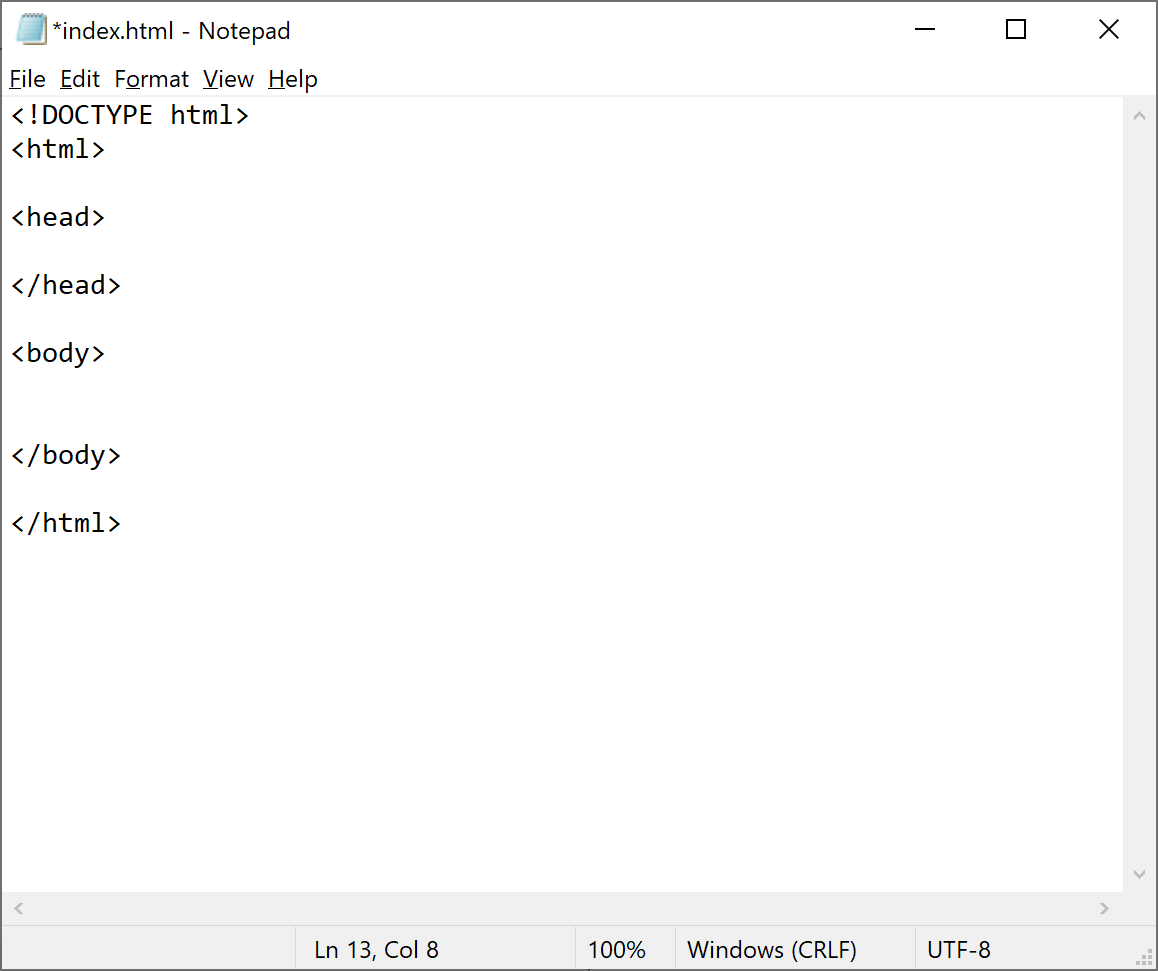 *index.html - Notepad
File Edit Format View Help
<!DOCTYPE html>
<html>
<head>
</head>
<body>
</body>
</html>
Ln 13, Col 8 100% Windows (CRLF) UTF-8